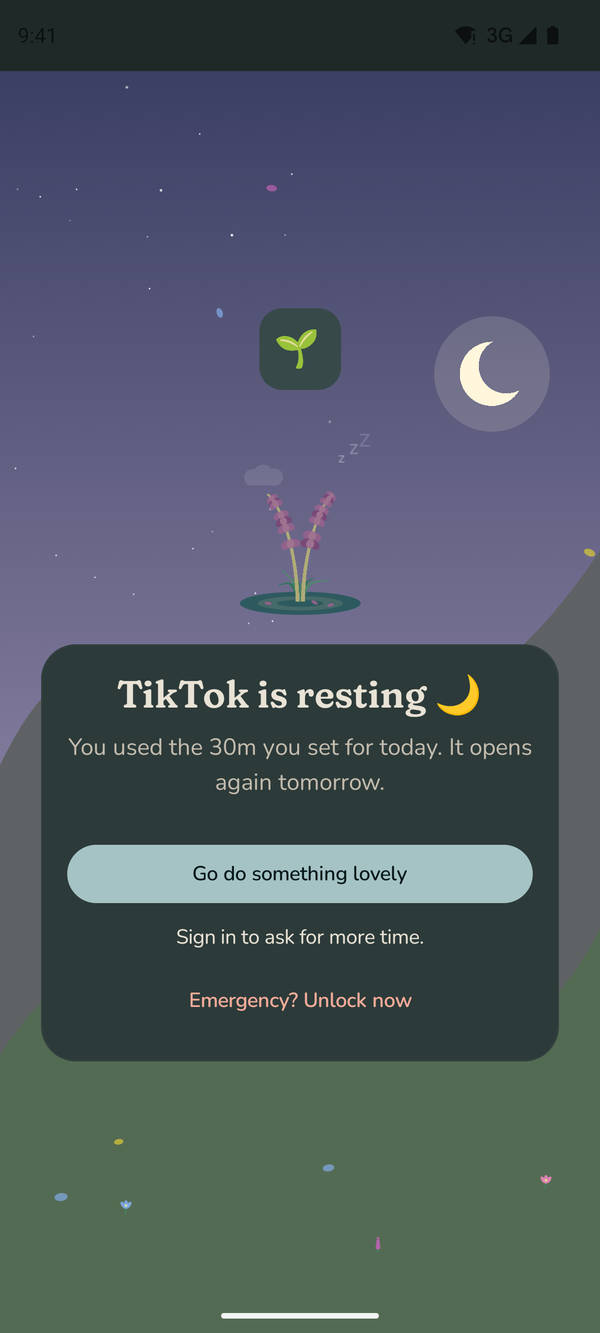 9:41
3G
z z Z
TikTok is resting 🌙
You used the 30m you set for today. It opens
again tomorrow.
Go do something lovely
Sign in to ask for more time.
Emergency? Unlock now